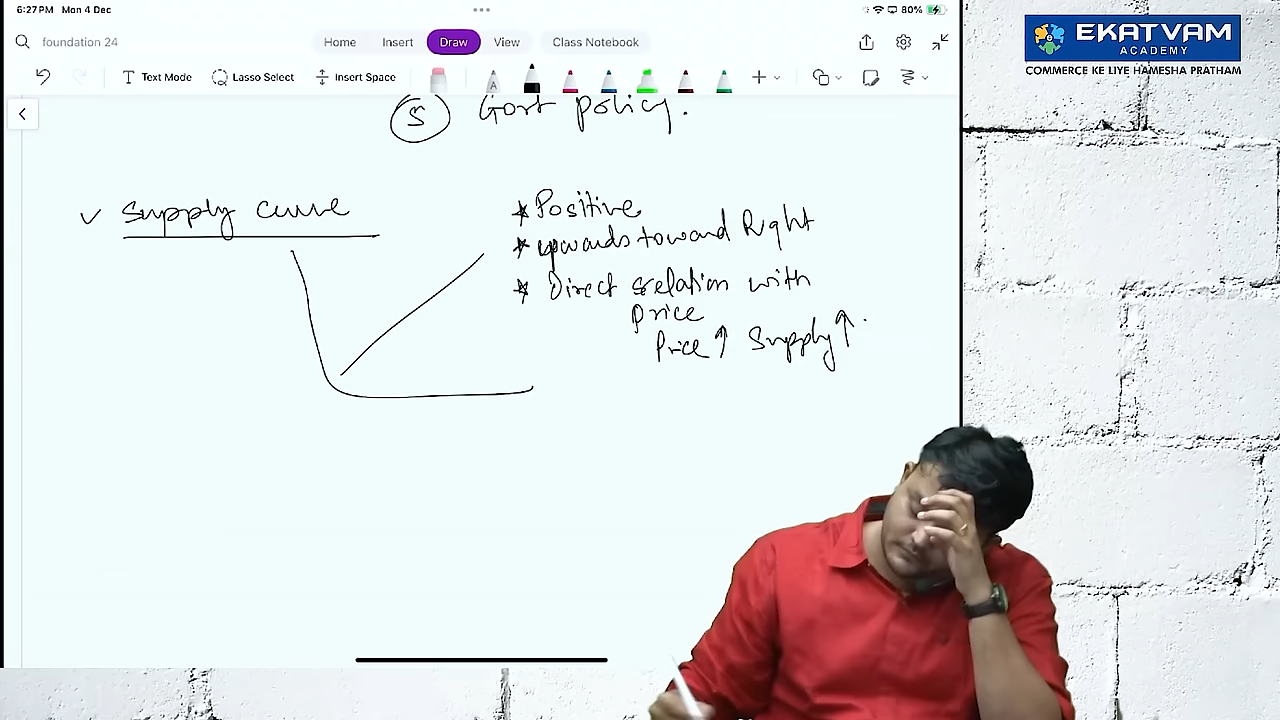 6:27PM Mon 4 Dec
80%
foundation 24
Home Insert Draw View Class Notebook
Text Mode Lasso Select Insert Space
EKATVAM
ACADEMY
COMMERCE KE LIYE HAMESHA PRATHAM
5 Govt policy.
✓ Supply curve
* Positive
* upwards toward Right
* Direct relation with
price
Price ↑ Supply ↑.